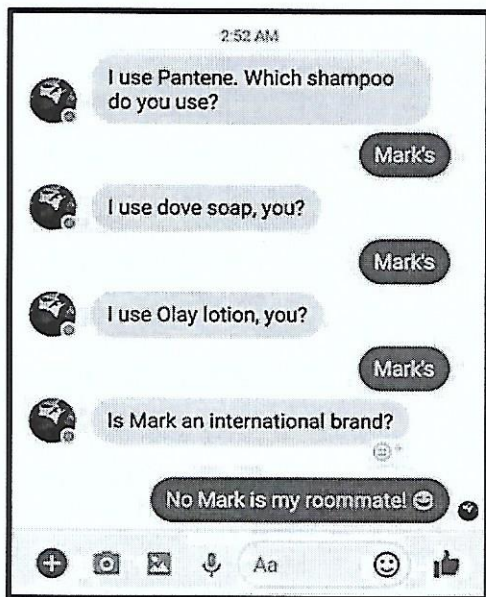 2:52 AM
I use Pantene. Which shampoo
do you use?
Mark's
I use dove soap, you?
Mark's
I use Olay lotion, you?
Mark's
Is Mark an international brand?
No Mark is my roommate! 😄
Aa